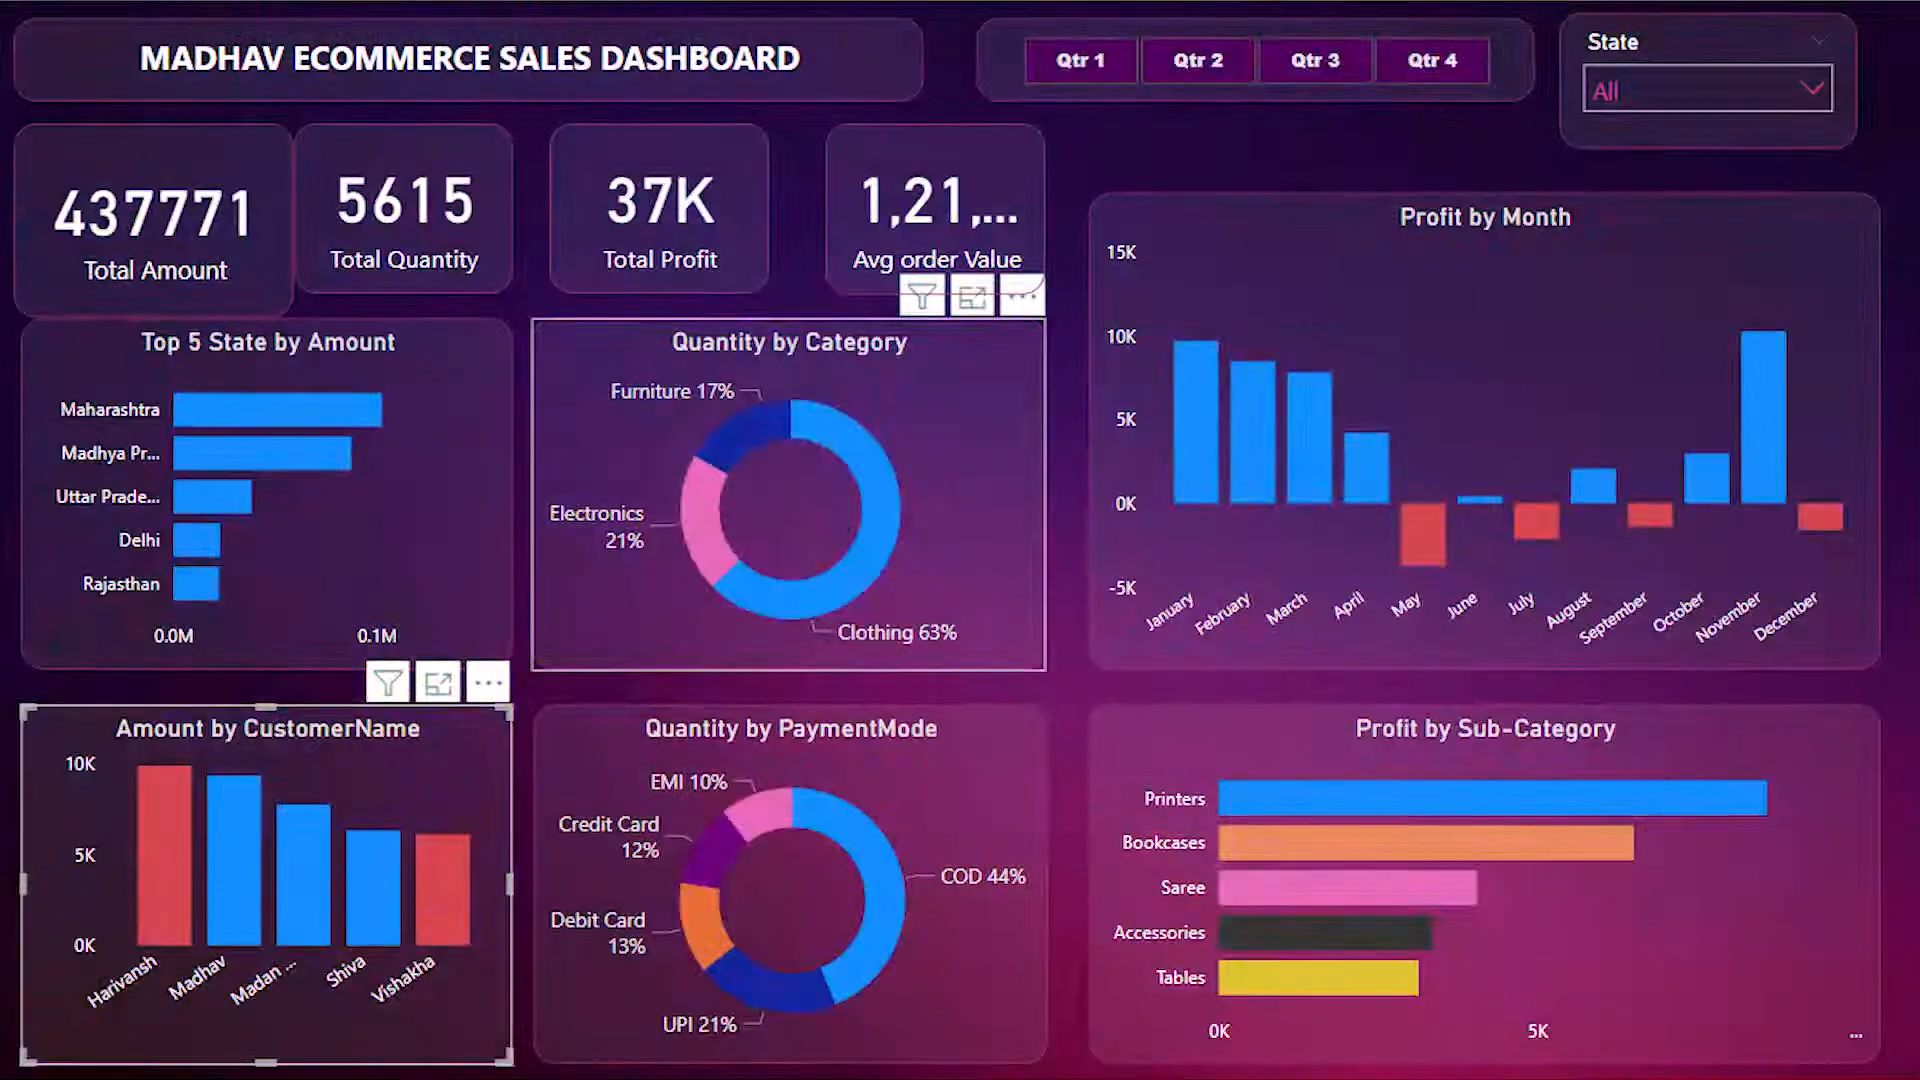 MADHAV ECOMMERCE SALES DASHBOARD
Qtr 1
Qtr 2
Qtr 3
Qtr 4
State
All
437771
Total Amount
5615
Total Quantity
37K
Total Profit
1,21,...
Avg order Value
Top 5 State by Amount
Maharashtra
Madhya Pr...
Uttar Prade...
Delhi
Rajasthan
0.0M
0.1M
Quantity by Category
Furniture 17%
Electronics
21%
Clothing 63%
Profit by Month
15K
10K
5K
0K
-5K
January
February
March
April
May
June
July
August
September
October
November
December
Amount by CustomerName
10K
5K
0K
Harivansh
Madhav
Madan ...
Shiva
Vishakha
Quantity by PaymentMode
EMI 10%
Credit Card
12%
COD 44%
Debit Card
13%
UPI 21%
Profit by Sub-Category
Printers
Bookcases
Saree
Accessories
Tables
0K
5K
...